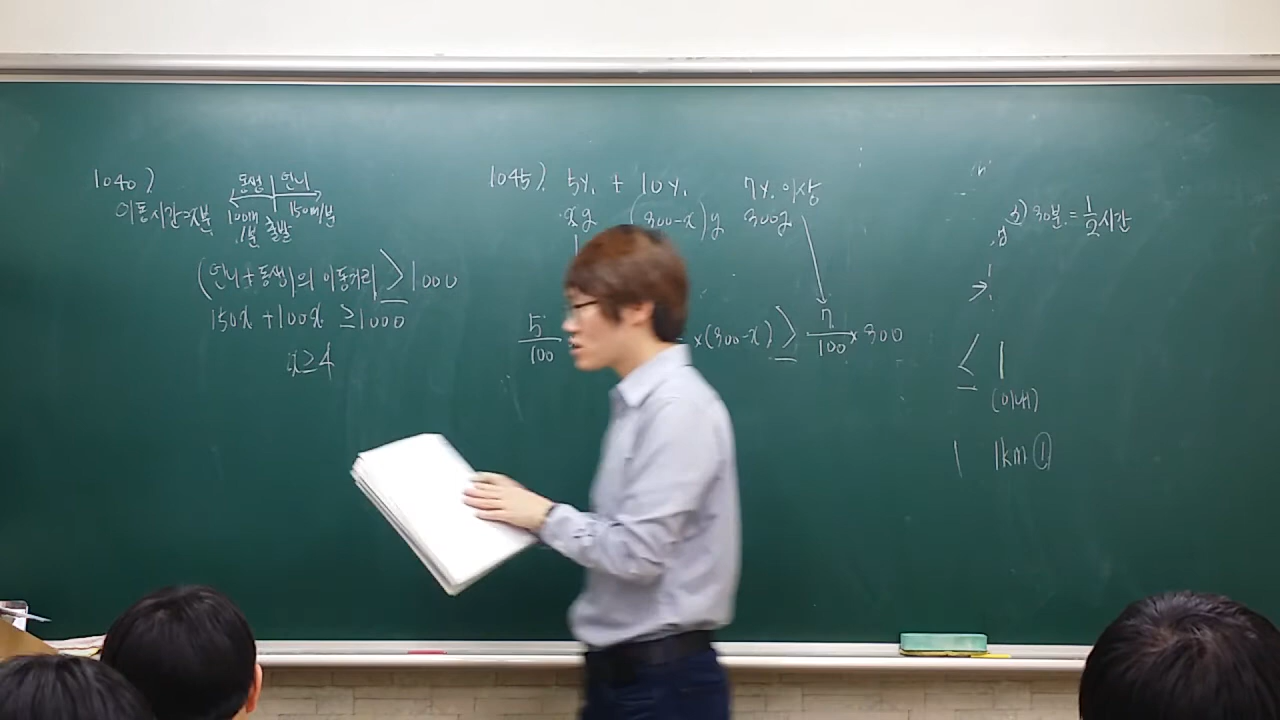 1040)
동생 언니
이동시간=x분
100m/분 출발 150m/분
(언니+동생)의 이동거리 ≥ 1000
150x + 100x ≥ 1000
x ≥ 4
1045) 5% + 10% 7% 이상
xg (300-x)g 300g
5/100 ×(300-x) ≥ 7/100 × 300
30분 = 1/2 시간
≤ 1
(이내)
1km ①